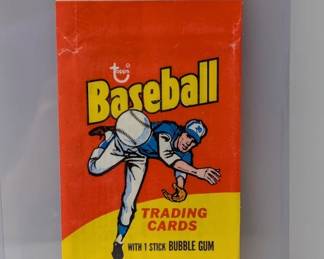 topps
Baseball
TRADING
CARDS
WITH 1 STICK BUBBLE GUM